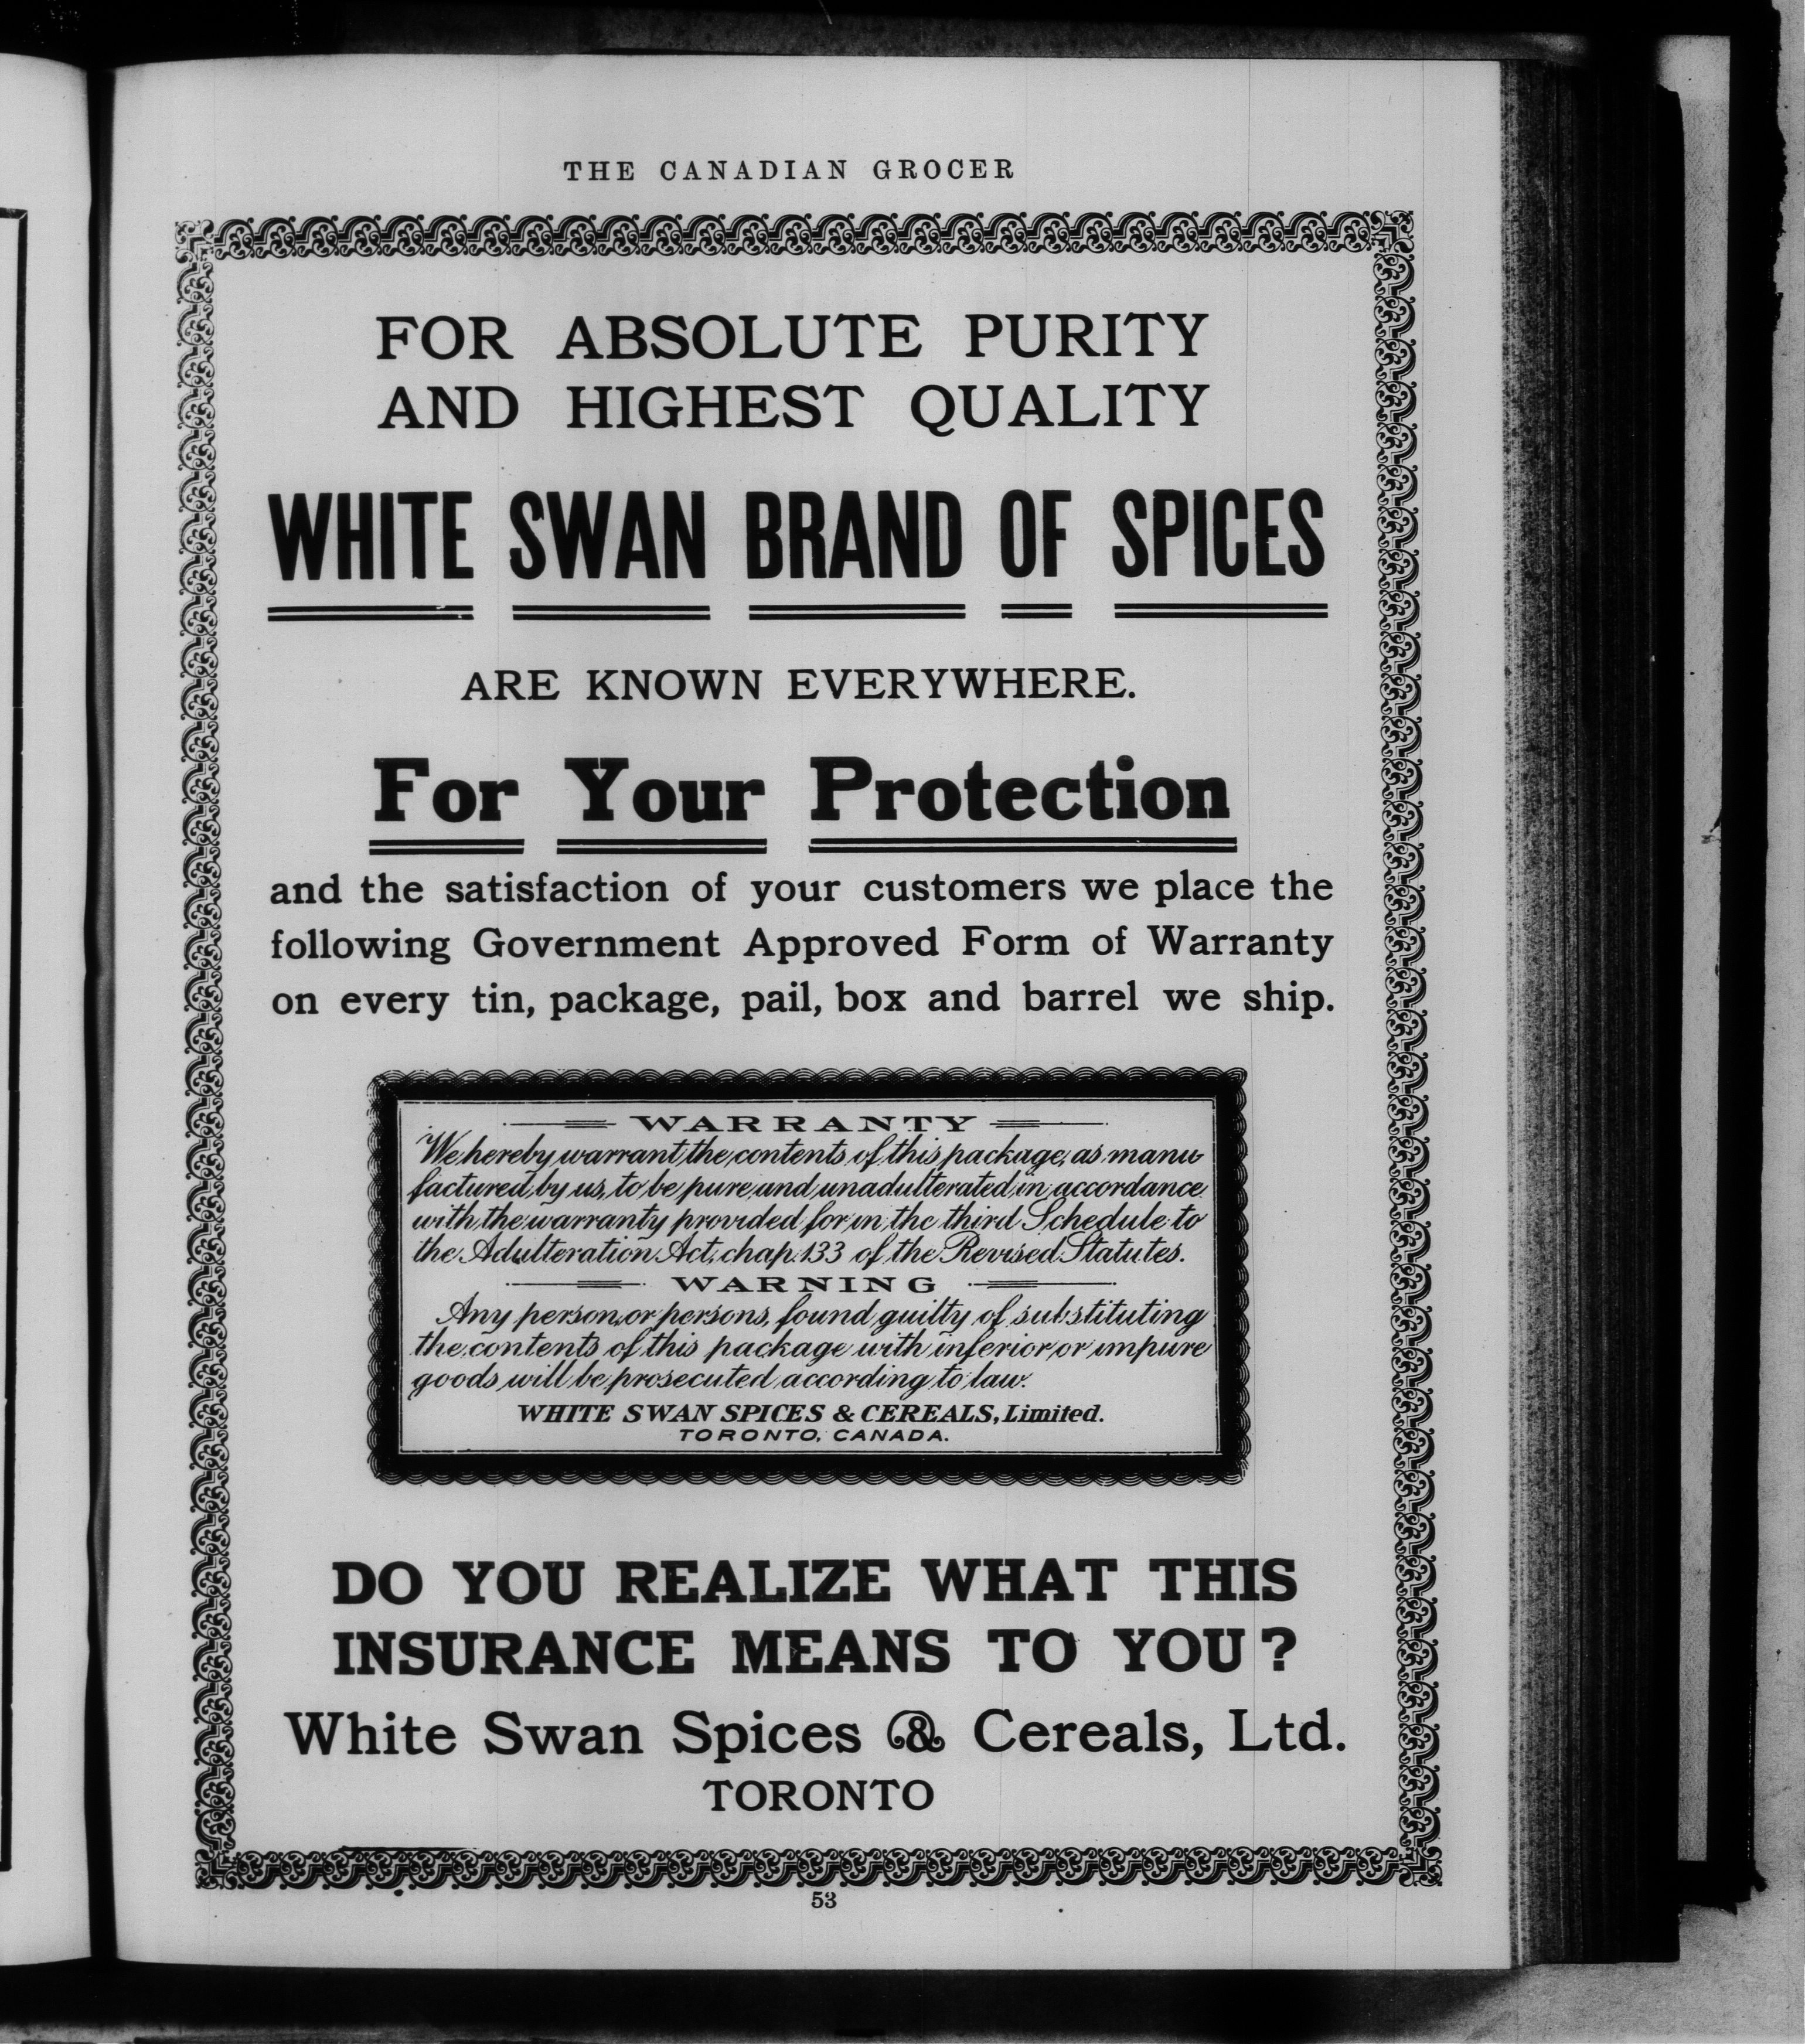 THE CANADIAN GROCER
FOR ABSOLUTE PURITY
AND HIGHEST QUALITY
WHITE SWAN BRAND OF SPICES
ARE KNOWN EVERYWHERE.
For Your Protection
and the satisfaction of your customers we place the
following Government Approved Form of Warranty
on every tin, package, pail, box and barrel we ship.
WARRANTY
We hereby warrant the contents of this package, as manu-
factured by us, to be pure and unadulterated in accordance
with the warranty provided for in the third Schedule to
the Adulteration Act, chap. 133 of the Revised Statutes.
WARNING
Any person, or persons, found guilty of substituting
the contents of this package with inferior or impure
goods will be prosecuted according to law.
WHITE SWAN SPICES & CEREALS, Limited.
TORONTO, CANADA.
DO YOU REALIZE WHAT THIS
INSURANCE MEANS TO YOU?
White Swan Spices & Cereals, Ltd.
TORONTO
53